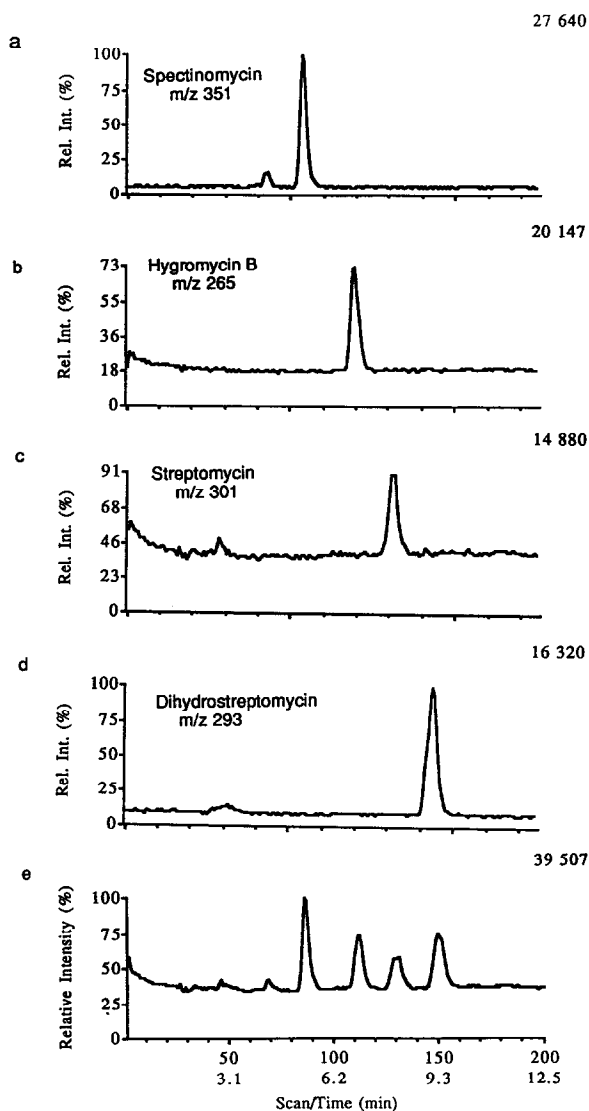 27 640
a
100
75
50
25
0
Rel. Int. (%)
Spectinomycin
m/z 351
20 147
b
73
55
36
18
0
Rel. Int. (%)
Hygromycin B
m/z 265
14 880
c
91
68
46
23
0
Rel. Int. (%)
Streptomycin
m/z 301
16 320
d
100
75
50
25
0
Rel. Int. (%)
Dihydrostreptomycin
m/z 293
39 507
e
100
75
50
25
0
Relative Intensity (%)
50 100 150 200
3.1 6.2 9.3 12.5
Scan/Time (min)